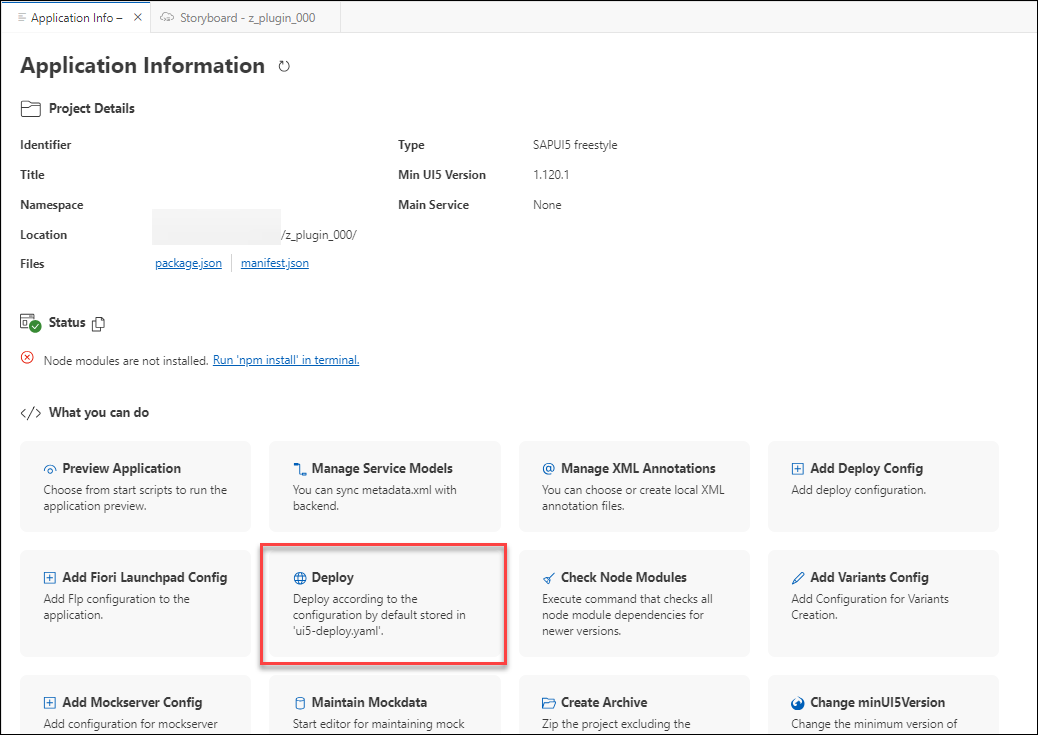 Application Info –
Storyboard - z_plugin_000
Application Information
Project Details
Identifier
Type
SAPUI5 freestyle
Title
Min UI5 Version
1.120.1
Namespace
Main Service
None
Location
/z_plugin_000/
Files
package.json
manifest.json
Status
Node modules are not installed. Run 'npm install' in terminal.
</> What you can do
Preview Application
Choose from start scripts to run the
application preview.
Manage Service Models
You can sync metadata.xml with
backend.
@ Manage XML Annotations
You can choose or create local XML
annotation files.
Add Deploy Config
Add deploy configuration.
Add Fiori Launchpad Config
Add Flp configuration to the
application.
Deploy
Deploy according to the
configuration by default stored in
'ui5-deploy.yaml'.
Check Node Modules
Execute command that checks all
node module dependencies for
newer versions.
Add Variants Config
Add Configuration for Variants
Creation.
Add Mockserver Config
Add configuration for mockserver
Maintain Mockdata
Start editor for maintaining mock
Create Archive
Zip the project excluding the
Change minUI5Version
Change the minimum version of